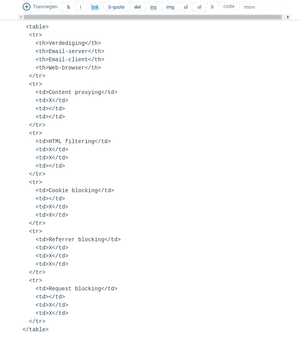 Toevoegen b i link b-quote del ins img ul ol li code more
<table>
<tr>
<th>Verdediging</th>
<th>Email-server</th>
<th>Email-client</th>
<th>Web-browser</th>
</tr>
<tr>
<td>Content proxying</td>
<td>X</td>
<td></td>
<td></td>
</tr>
<tr>
<td>HTML filtering</td>
<td>X</td>
<td>X</td>
<td></td>
</tr>
<tr>
<td>Cookie blocking</td>
<td></td>
<td>X</td>
<td>X</td>
</tr>
<tr>
<td>Referrer blocking</td>
<td>X</td>
<td>X</td>
<td>X</td>
</tr>
<tr>
<td>Request blocking</td>
<td></td>
<td>X</td>
<td>X</td>
</tr>
</table>